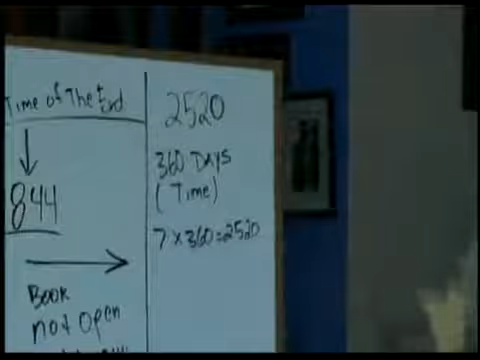 Time of The End
844
Book
not open
2520
360 Days
(Time)
7 x 360 = 2520